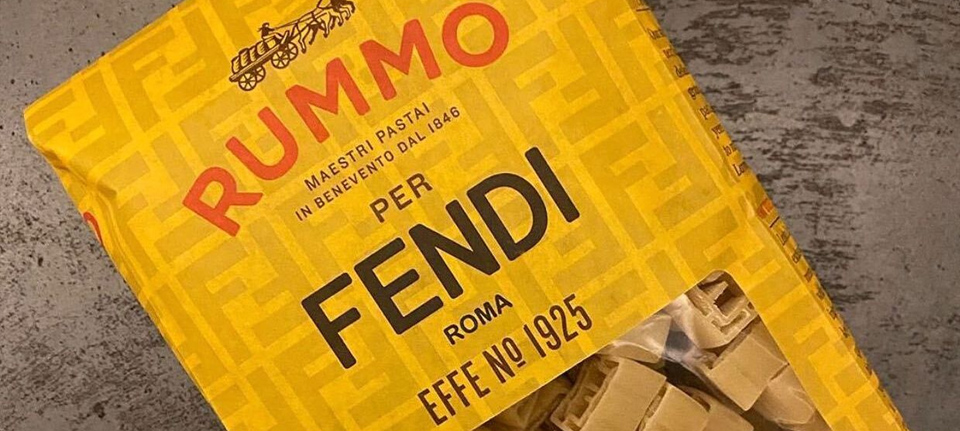 RUMMO
MAESTRI PASTAI
IN BENEVENTO DAL 1846
PER
FENDI
ROMA
EFFE Nº 1925